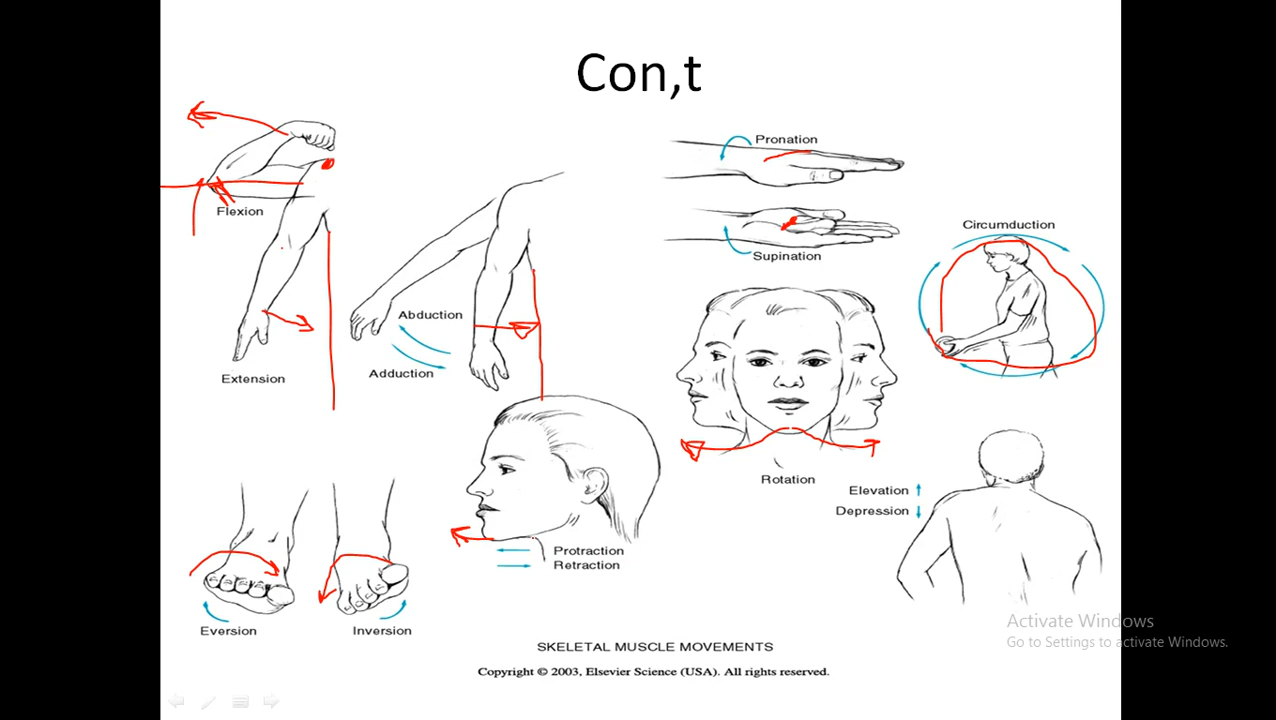 Con,t
Pronation
Flexion
Supination
Circumduction
Abduction
Adduction
Extension
Rotation
Elevation
Depression
Protraction
Retraction
Eversion
Inversion
SKELETAL MUSCLE MOVEMENTS
Copyright © 2003, Elsevier Science (USA). All rights reserved.
Activate Windows
Go to Settings to activate Windows.